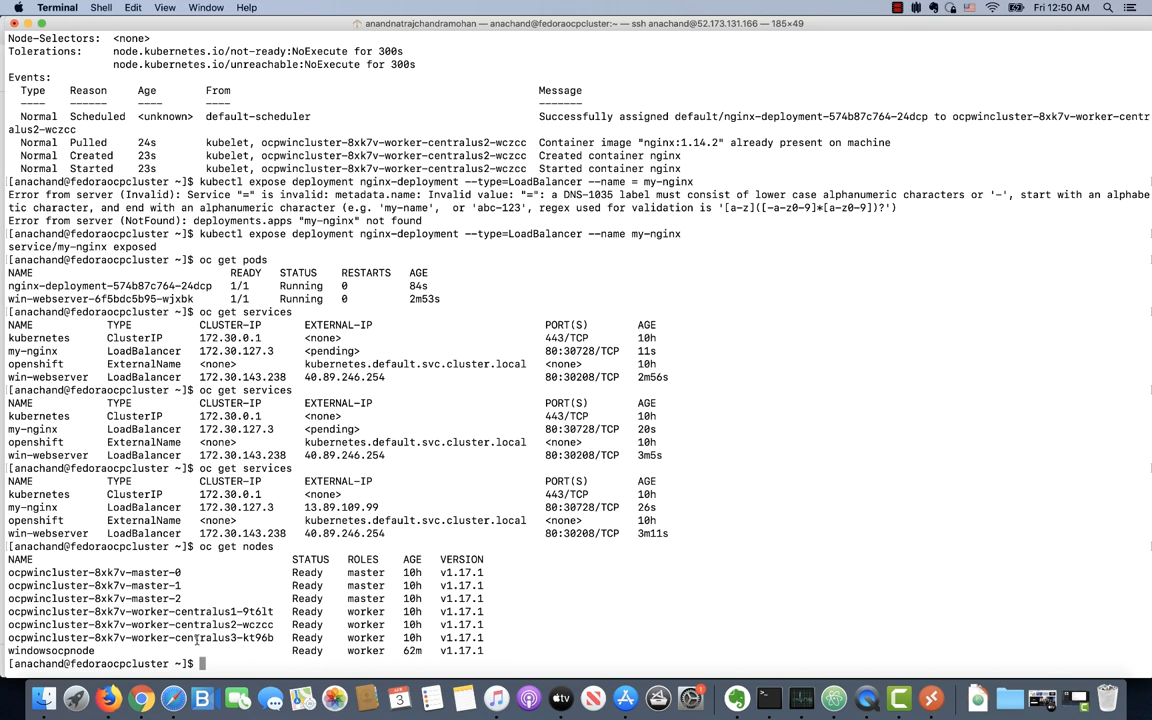 Terminal Shell Edit View Window Help Fri 12:50 AM
anandnatrajchandramohan — anachand@fedoraocpcluster:~ — ssh anachand@52.173.131.166 — 185×49
Node-Selectors: <none>
Tolerations: node.kubernetes.io/not-ready:NoExecute for 300s
node.kubernetes.io/unreachable:NoExecute for 300s
Events:
Type Reason Age From Message
---- ------ ---- ---- -------
Normal Scheduled <unknown> default-scheduler Successfully assigned default/nginx-deployment-574b87c764-24dcp to ocpwincluster-8xk7v-worker-centr
alus2-wczcc
Normal Pulled 24s kubelet, ocpwincluster-8xk7v-worker-centralus2-wczcc Container image "nginx:1.14.2" already present on machine
Normal Created 23s kubelet, ocpwincluster-8xk7v-worker-centralus2-wczcc Created container nginx
Normal Started 23s kubelet, ocpwincluster-8xk7v-worker-centralus2-wczcc Started container nginx
[anachand@fedoraocpcluster ~]$ kubectl expose deployment nginx-deployment --type=LoadBalancer --name = my-nginx
Error from server (Invalid): Service "=" is invalid: metadata.name: Invalid value: "=": a DNS-1035 label must consist of lower case alphanumeric characters or '-', start with an alphabe
tic character, and end with an alphanumeric character (e.g. 'my-name', or 'abc-123', regex used for validation is '[a-z]([-a-z0-9]*[a-z0-9])?')
Error from server (NotFound): deployments.apps "my-nginx" not found
[anachand@fedoraocpcluster ~]$ kubectl expose deployment nginx-deployment --type=LoadBalancer --name my-nginx
service/my-nginx exposed
[anachand@fedoraocpcluster ~]$ oc get pods
NAME READY STATUS RESTARTS AGE
nginx-deployment-574b87c764-24dcp 1/1 Running 0 84s
win-webserver-6f5bdc5b95-wjxbk 1/1 Running 0 2m53s
[anachand@fedoraocpcluster ~]$ oc get services
NAME TYPE CLUSTER-IP EXTERNAL-IP PORT(S) AGE
kubernetes ClusterIP 172.30.0.1 <none> 443/TCP 10h
my-nginx LoadBalancer 172.30.127.3 <pending> 80:30728/TCP 11s
openshift ExternalName <none> kubernetes.default.svc.cluster.local <none> 10h
win-webserver LoadBalancer 172.30.143.238 40.89.246.254 80:30208/TCP 2m56s
[anachand@fedoraocpcluster ~]$ oc get services
NAME TYPE CLUSTER-IP EXTERNAL-IP PORT(S) AGE
kubernetes ClusterIP 172.30.0.1 <none> 443/TCP 10h
my-nginx LoadBalancer 172.30.127.3 <pending> 80:30728/TCP 20s
openshift ExternalName <none> kubernetes.default.svc.cluster.local <none> 10h
win-webserver LoadBalancer 172.30.143.238 40.89.246.254 80:30208/TCP 3m5s
[anachand@fedoraocpcluster ~]$ oc get services
NAME TYPE CLUSTER-IP EXTERNAL-IP PORT(S) AGE
kubernetes ClusterIP 172.30.0.1 <none> 443/TCP 10h
my-nginx LoadBalancer 172.30.127.3 13.89.109.99 80:30728/TCP 26s
openshift ExternalName <none> kubernetes.default.svc.cluster.local <none> 10h
win-webserver LoadBalancer 172.30.143.238 40.89.246.254 80:30208/TCP 3m11s
[anachand@fedoraocpcluster ~]$ oc get nodes
NAME STATUS ROLES AGE VERSION
ocpwincluster-8xk7v-master-0 Ready master 10h v1.17.1
ocpwincluster-8xk7v-master-1 Ready master 10h v1.17.1
ocpwincluster-8xk7v-master-2 Ready master 10h v1.17.1
ocpwincluster-8xk7v-worker-centralus1-9t6lt Ready worker 10h v1.17.1
ocpwincluster-8xk7v-worker-centralus2-wczcc Ready worker 10h v1.17.1
ocpwincluster-8xk7v-worker-centralus3-kt96b Ready worker 10h v1.17.1
windowsocpnode Ready worker 62m v1.17.1
[anachand@fedoraocpcluster ~]$